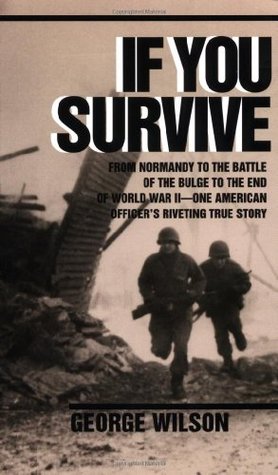 IF YOU
SURVIVE
FROM NORMANDY TO THE BATTLE
OF THE BULGE TO THE END
OF WORLD WAR II—ONE AMERICAN
OFFICER'S RIVETING TRUE STORY
GEORGE WILSON